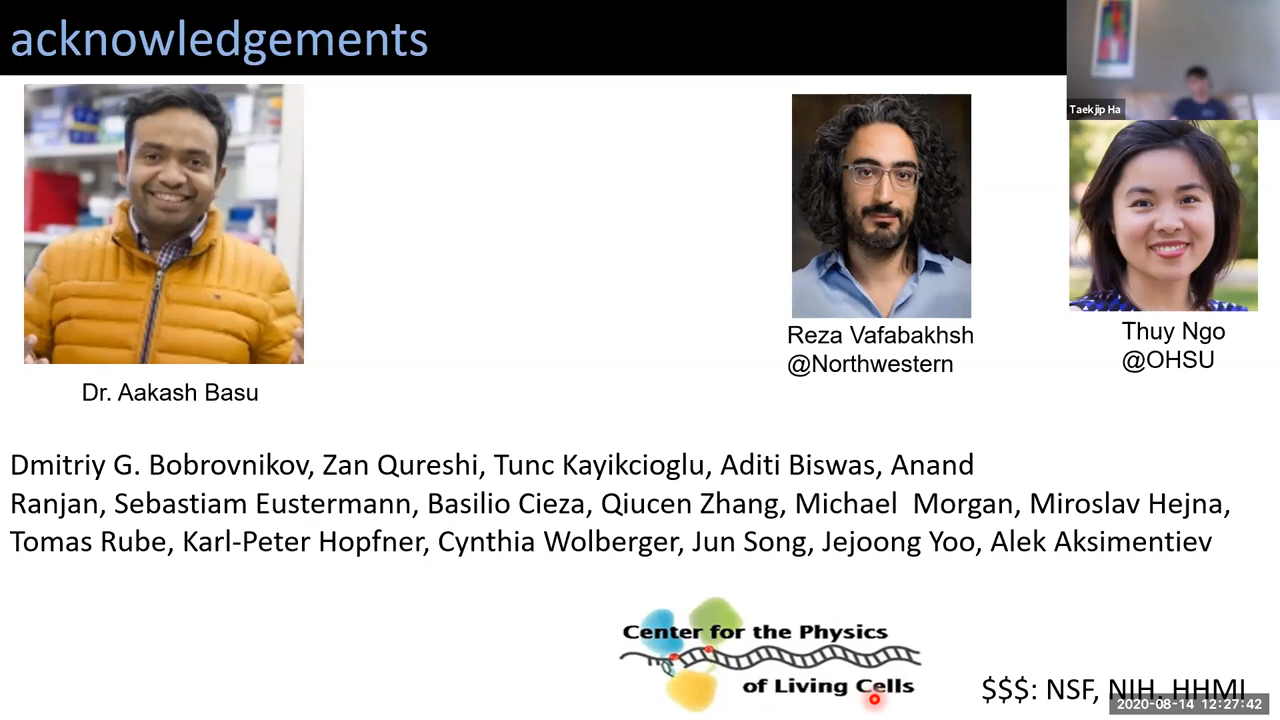 acknowledgements
Taekjip Ha
Reza Vafabakhsh
@Northwestern
Thuy Ngo
@OHSU
Dr. Aakash Basu
Dmitriy G. Bobrovnikov, Zan Qureshi, Tunc Kayikcioglu, Aditi Biswas, Anand
Ranjan, Sebastiam Eustermann, Basilio Cieza, Qiucen Zhang, Michael  Morgan, Miroslav Hejna,
Tomas Rube, Karl-Peter Hopfner, Cynthia Wolberger, Jun Song, Jejoong Yoo, Alek Aksimentiev
Center for the Physics
of Living Cells
$$$: NSF, NIH, HHMI
2020-08-14 12:27:42